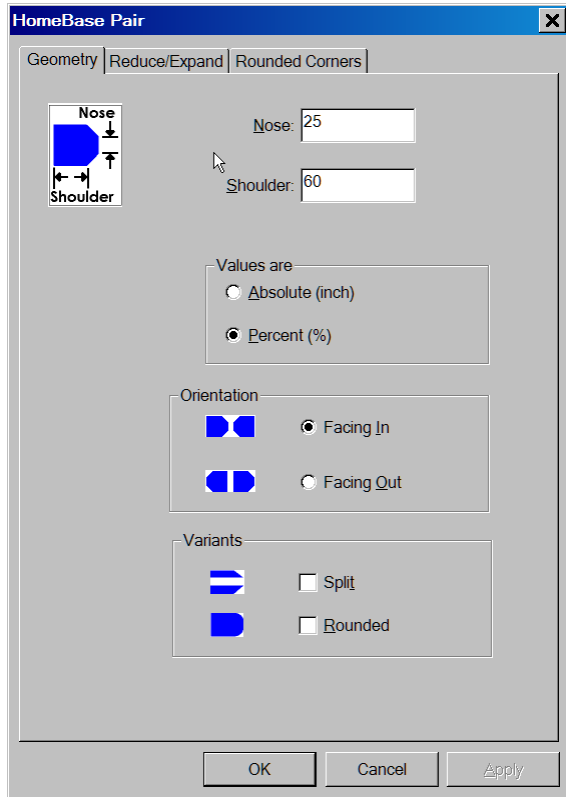 HomeBase Pair
Geometry Reduce/Expand Rounded Corners
Nose
Shoulder
Nose: 25
Shoulder: 60
Values are
Absolute (inch)
Percent (%)
Orientation
Facing In
Facing Out
Variants
Split
Rounded
OK Cancel Apply